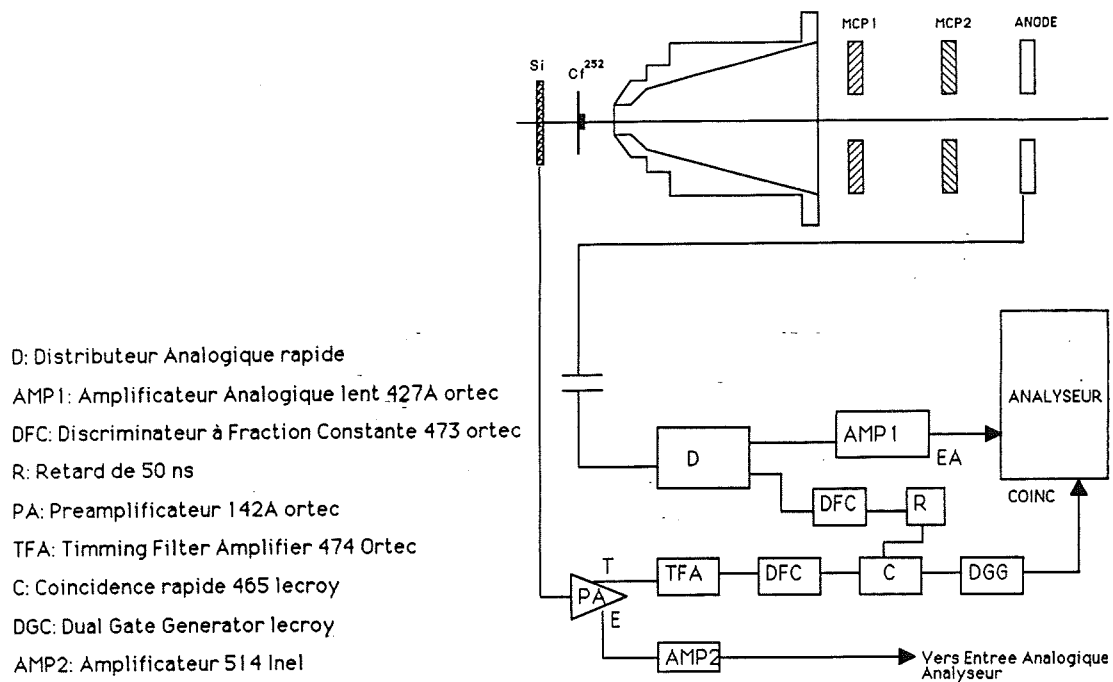 MCP1 MCP2 ANODE
Si Cf252
D: Distributeur Analogique rapide
AMP1: Amplificateur Analogique lent 427A ortec
DFC: Discriminateur à Fraction Constante 473 ortec
R: Retard de 50 ns
PA: Preamplificateur 142A ortec
TFA: Timming Filter Amplifier 474 Ortec
C: Coincidence rapide 465 lecroy
DGC: Dual Gate Generator lecroy
AMP2: Amplificateur 514 Inel
ANALYSEUR
D
AMP1
EA
COINC
DFC
R
T
TFA
DFC
C
DGG
PA
E
AMP2
Vers Entree Analogique
Analyseur